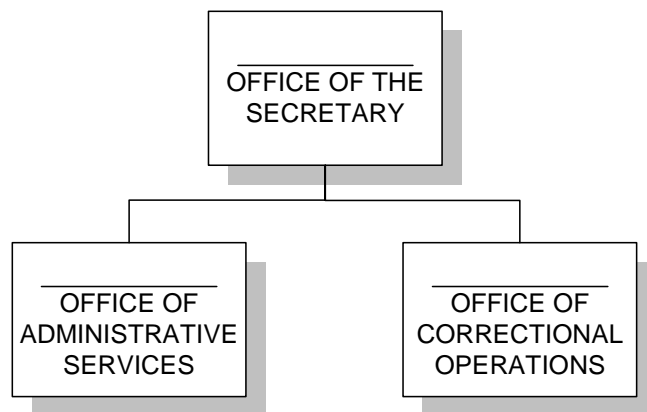 OFFICE OF THE
SECRETARY
OFFICE OF
ADMINISTRATIVE
SERVICES
OFFICE OF
CORRECTIONAL
OPERATIONS